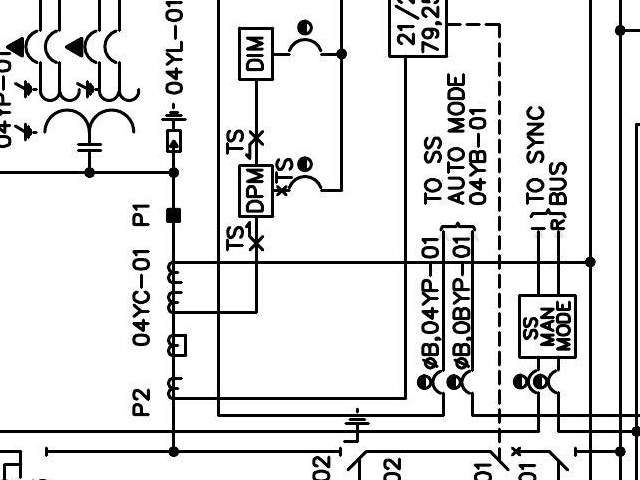 04YL-01
DIM
21/2
79,25
TS
TS
DPM
TS
TO SS
AUTO MODE
04YB-01
TO SYNC
BUS
I
R
P1
04YC-01
P2
ØB,04YP-01
ØB,0BYP-01
SS
MAN
MODE
02
02
01
01
04YP-01